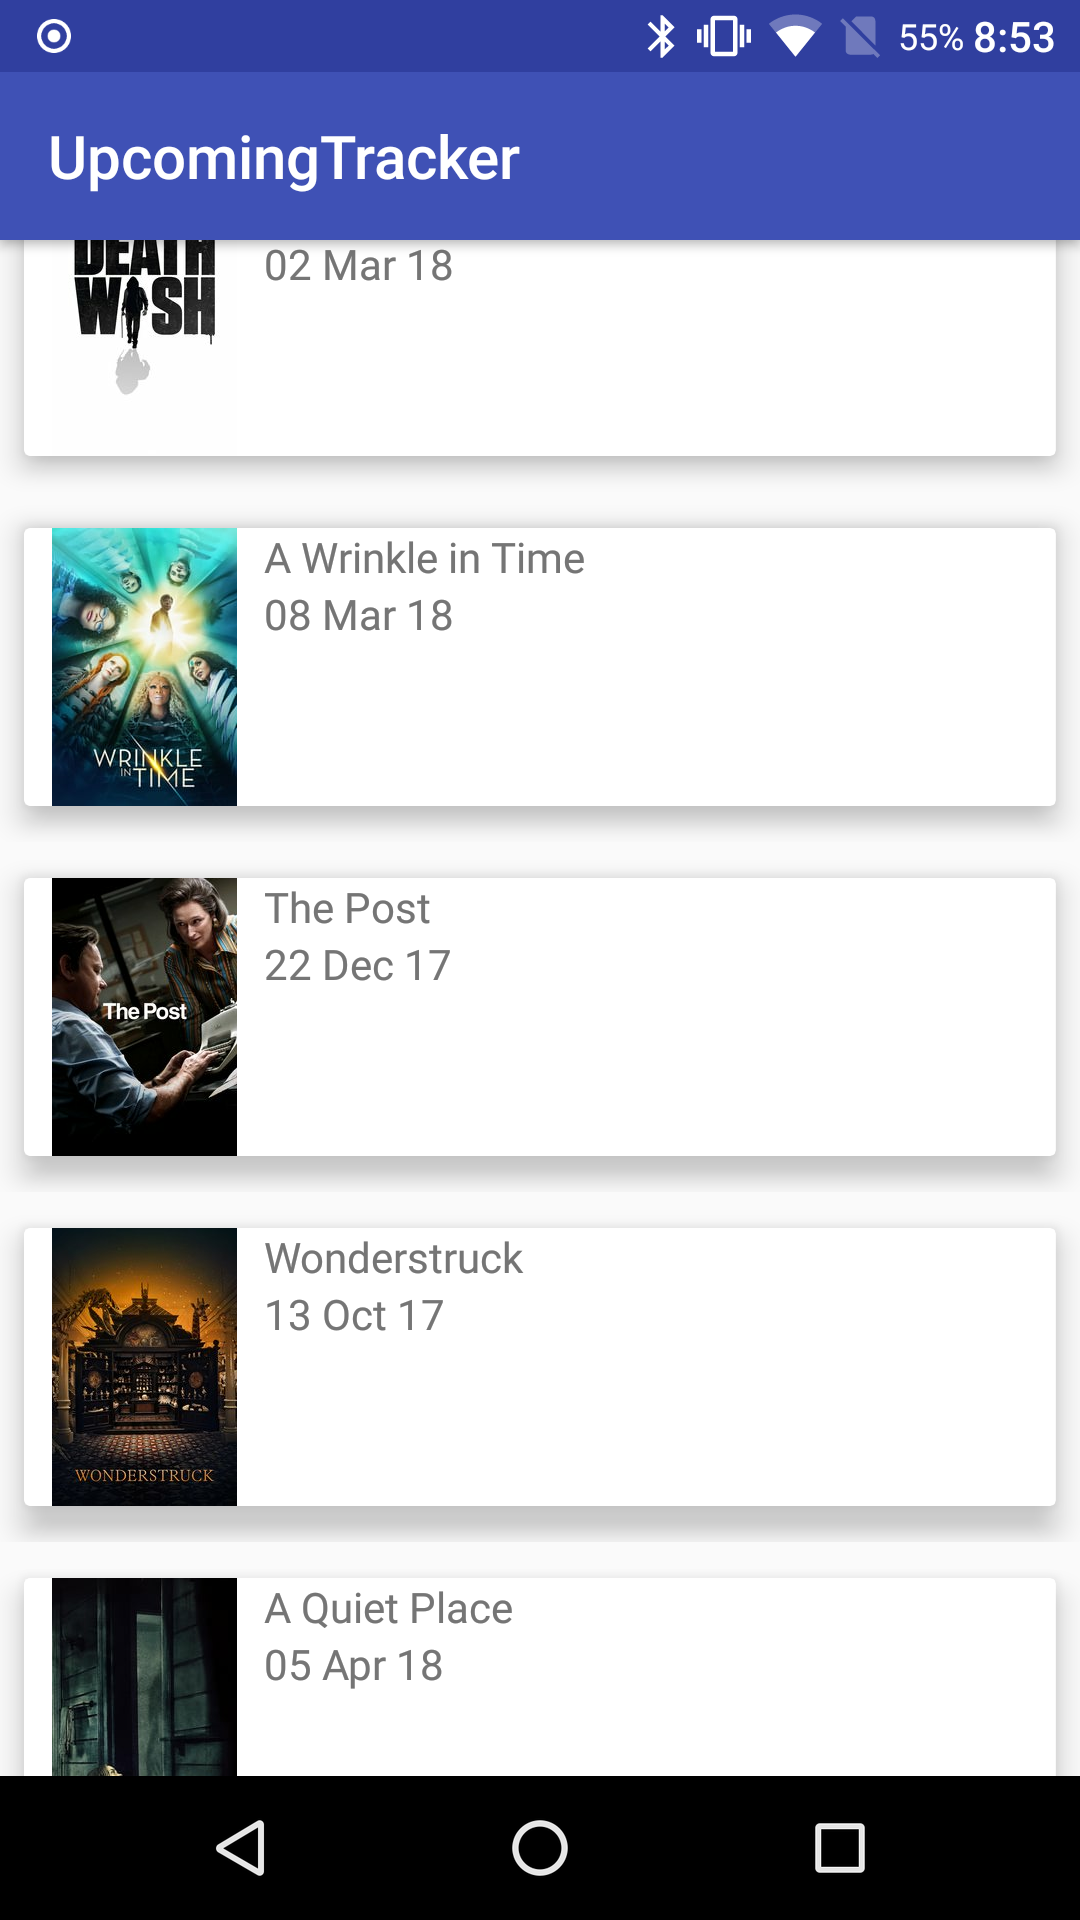 55% 8:53
UpcomingTracker
DEATH
WISH
02 Mar 18
A Wrinkle in Time
08 Mar 18
WRINKLE
IN TIME
The Post
22 Dec 17
The Post
Wonderstruck
13 Oct 17
WONDERSTRUCK
A Quiet Place
05 Apr 18